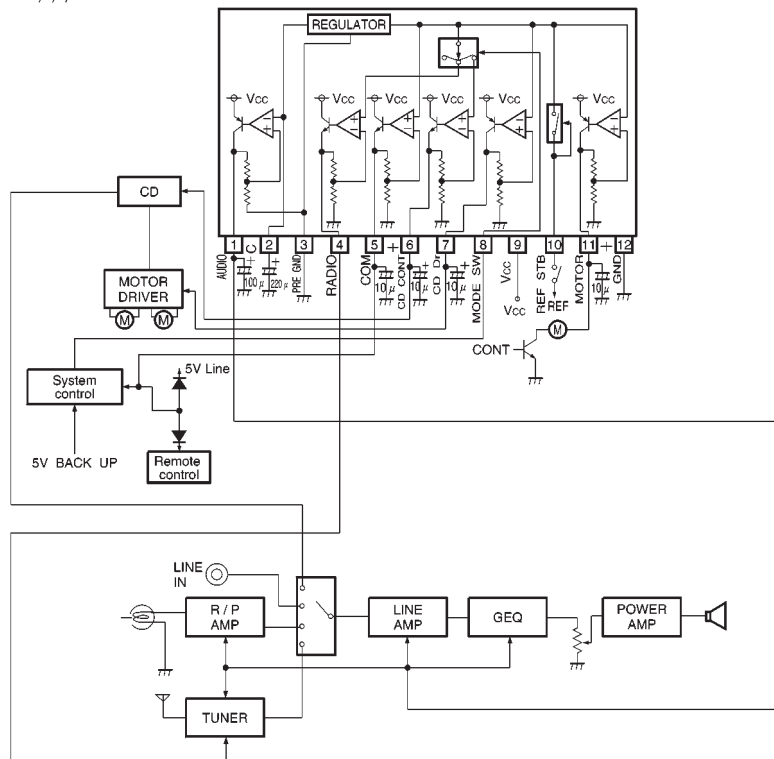 REGULATOR
Vcc Vcc Vcc Vcc Vcc Vcc
1 2 3 4 5 6 7 8 9 10 11 12
AUDIO
C
PRE GND
RADIO
COM
CD CONT
CD Dr
MODE SW
Vcc
REF STB
MOTOR
GND
+ + + + + +
100μ 220μ 10μ 10μ 10μ 10μ
Vcc
REF
CD
MOTOR
DRIVER
M M
M
CONT
System
control
5V Line
5V BACK UP
Remote
control
LINE
IN
R / P
AMP
LINE
AMP
GEQ
POWER
AMP
TUNER